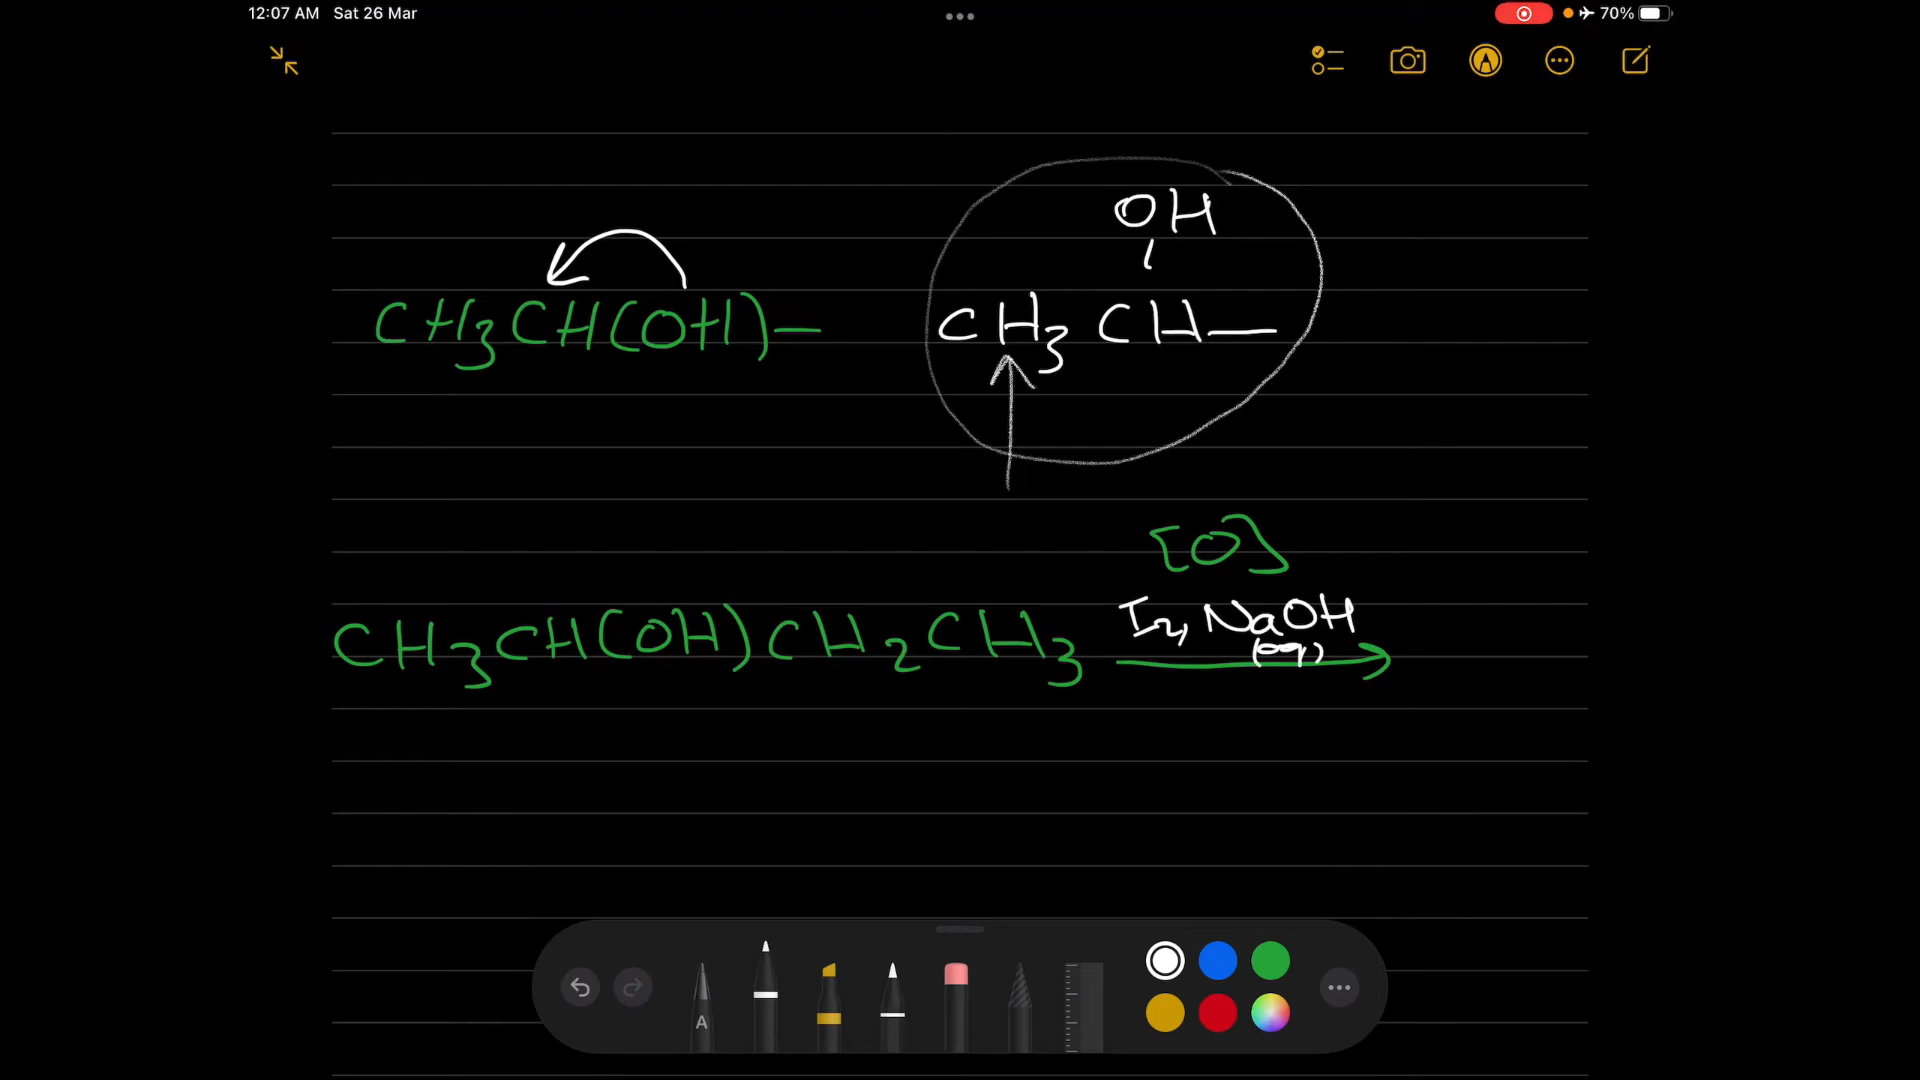 12:07 AM Sat 26 Mar
70%
OH
CH3CH(OH)—
CH3 CH—
[O]
I2, NaOH
(aq)
CH3CH(OH)CH2CH3
A